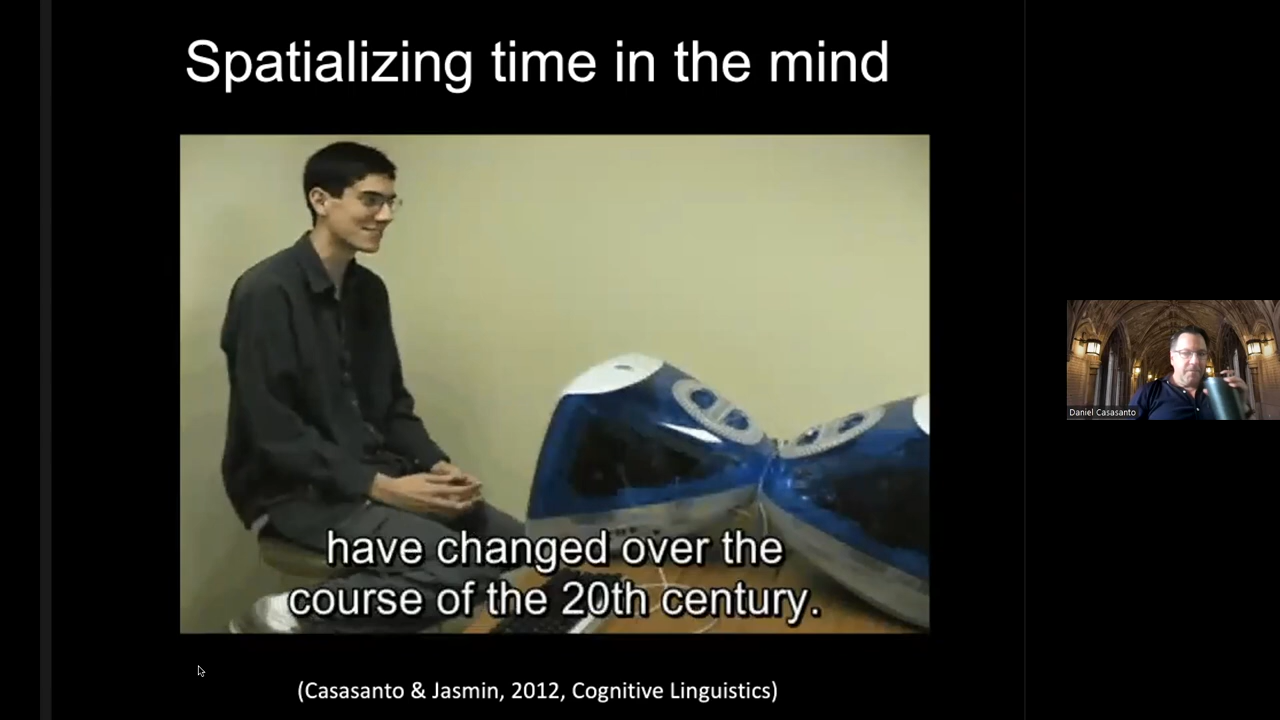 Spatializing time in the mind
have changed over the
course of the 20th century.
(Casasanto & Jasmin, 2012, Cognitive Linguistics)
Daniel Casasanto